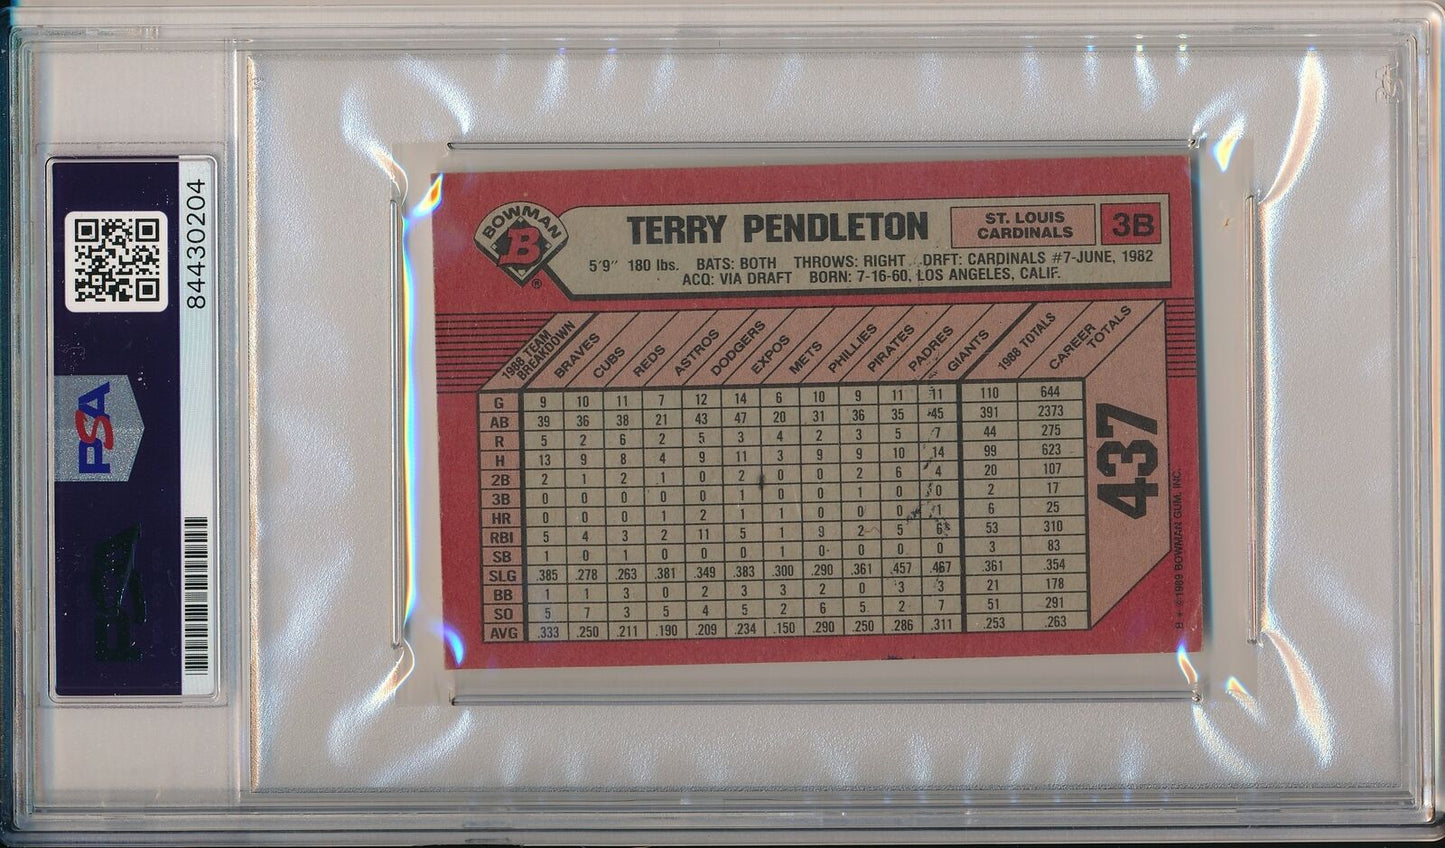 84430204
PSA
BOWMAN
B
®
TERRY PENDLETON
ST. LOUIS
CARDINALS
3B
5'9" 180 lbs. BATS: BOTH THROWS: RIGHT DRFT: CARDINALS #7-JUNE, 1982
ACQ: VIA DRAFT BORN: 7-16-60, LOS ANGELES, CALIF.
1988 TEAM BREAKDOWN BRAVES CUBS REDS ASTROS DODGERS EXPOS METS PHILLIES PIRATES PADRES GIANTS 1988 TOTALS CAREER TOTALS
G 9 10 11 7 12 14 6 10 9 11 11 110 644
AB 39 36 38 21 43 47 20 31 36 35 45 391 2373
R 5 2 6 2 5 3 4 2 3 5 7 44 275
H 13 9 8 4 9 11 3 9 9 10 14 99 623
2B 2 1 2 1 0 2 0 0 2 6 4 20 107
3B 0 0 0 0 0 1 0 0 1 0 0 2 17
HR 0 0 0 1 2 1 1 0 0 0 1 6 25
RBI 5 4 3 2 11 5 1 9 2 5 6 53 310
SB 1 0 1 0 0 0 1 0 0 0 0 3 83
SLG .385 .278 .263 .381 .349 .383 .300 .290 .361 .457 .467 .361 .354
BB 1 1 3 0 2 3 3 2 0 3 3 21 178
SO 5 7 3 5 4 5 2 6 5 2 7 51 291
AVG .333 .250 .211 .190 .209 .234 .150 .290 .250 .286 .311 .253 .263
437
B * © 1989 BOWMAN GUM, INC.